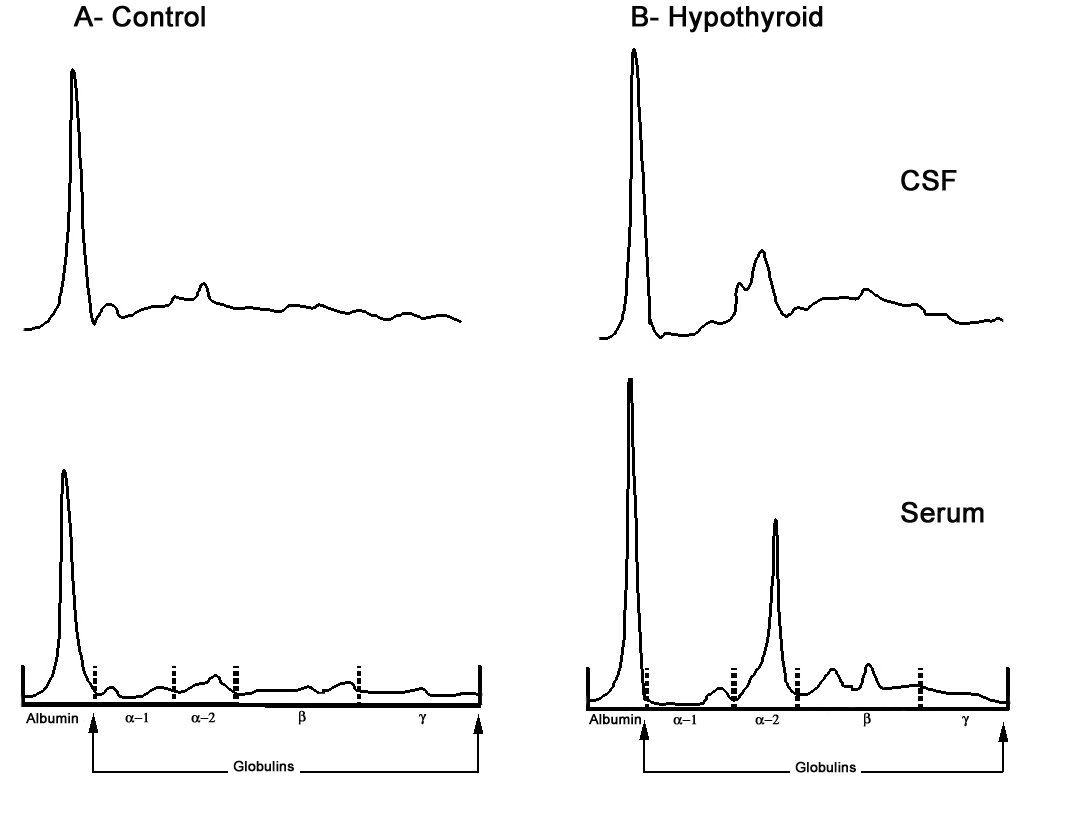 A- Control
B- Hypothyroid
CSF
Serum
Albumin α-1 α-2 β γ
Globulins
Albumin α-1 α-2 β γ
Globulins